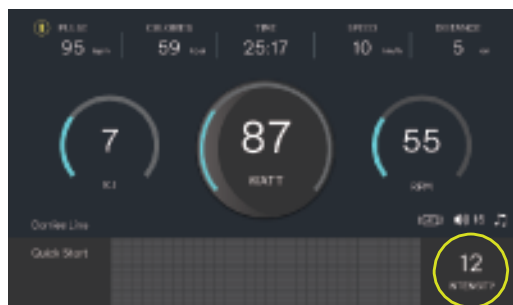 PULSE CALORIES TIME SPEED DISTANCE
95 59 25:17 10 5
7 87 55
WATT RPM
15
Quick Start
12
INTENSITY